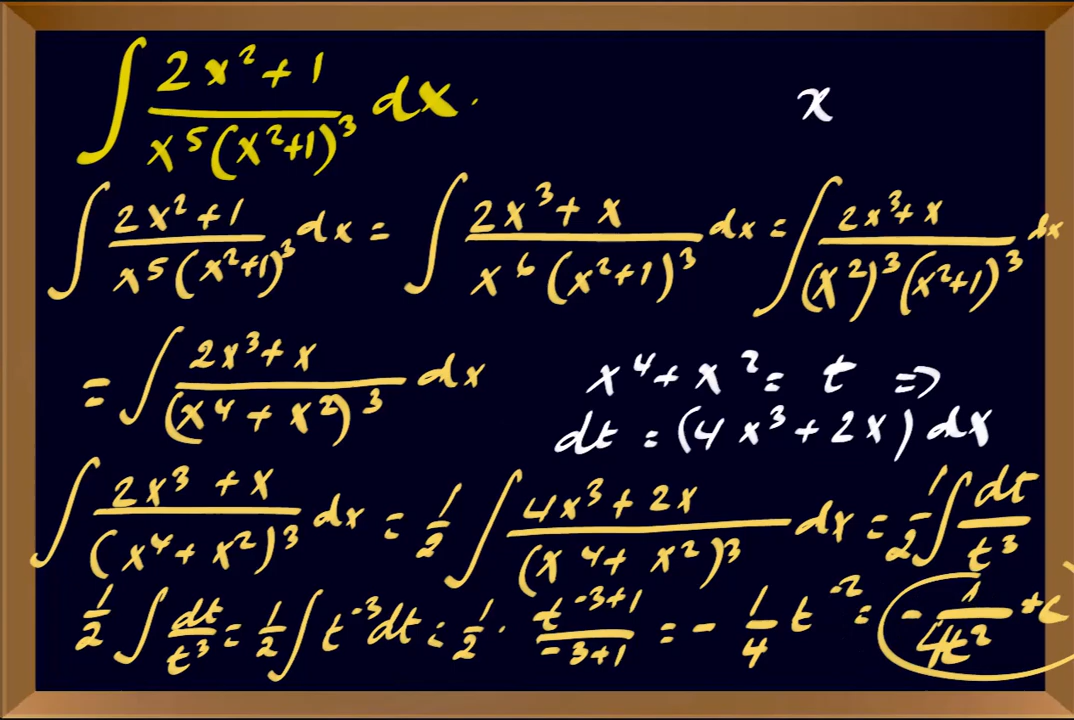 ∫ (2x²+1)/(x⁵(x²+1)³) dx. x
∫ (2x²+1)/(x⁵(x²+1)³) dx = ∫ (2x³+x)/(x⁶(x²+1)³) dx = ∫ (2x³+x)/((x²)³(x²+1)³) dx
= ∫ (2x³+x)/(x⁴+x²)³ dx x⁴+x² = t ⇒
dt = (4x³+2x) dx
∫ (2x³+x)/(x⁴+x²)³ dx = 1/2 ∫ (4x³+2x)/(x⁴+x²)³ dx = 1/2 ∫ dt/t³
1/2 ∫ dt/t³ = 1/2 ∫ t⁻³ dt = 1/2 · t⁻³⁺¹/(-3+1) = -1/4 t⁻² = -1/(4t²) + c